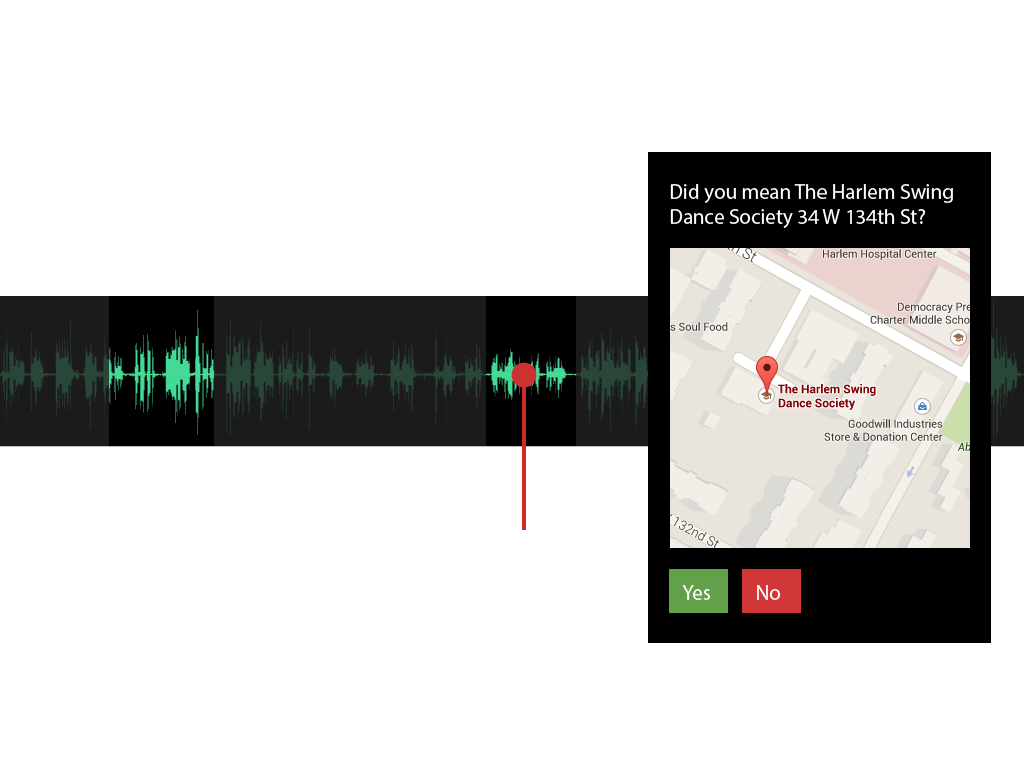 Did you mean The Harlem Swing
Dance Society 34 W 134th St?
h St
Harlem Hospital Center
Democracy Pre
Charter Middle Scho
s Soul Food
The Harlem Swing
Dance Society
Goodwill Industries
Store & Donation Center
Ab
132nd St
Yes
No